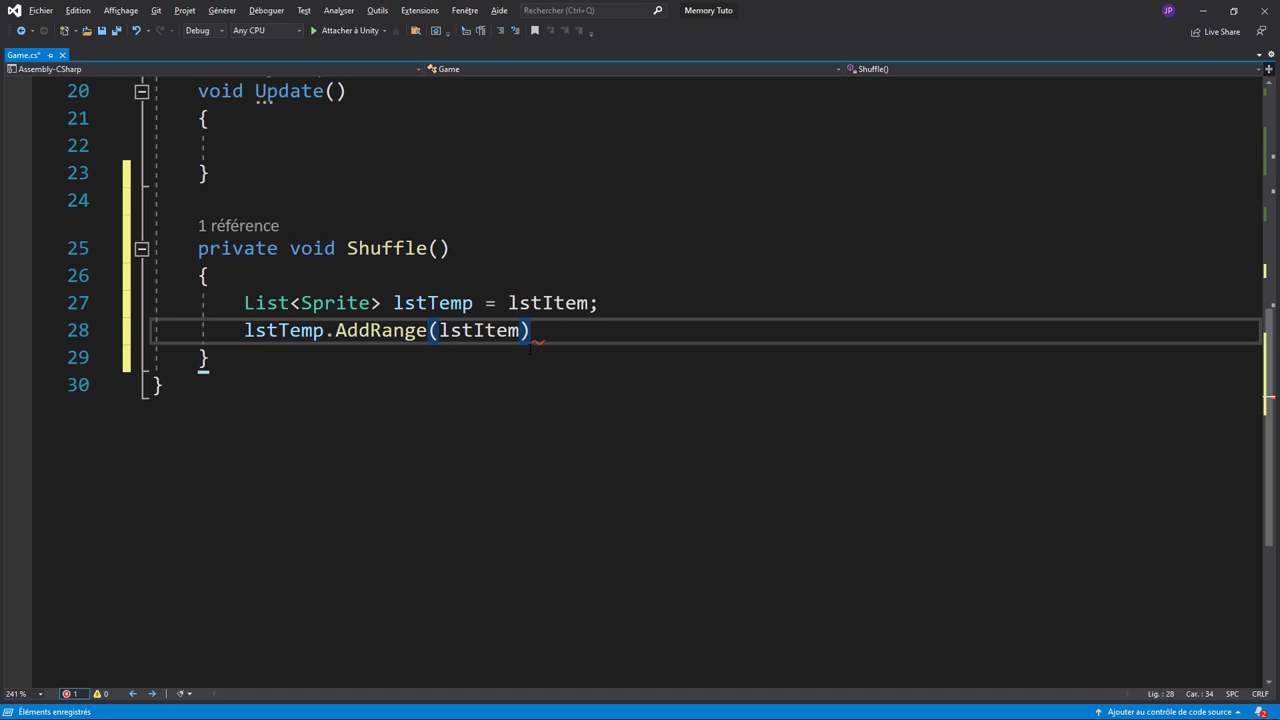 Fichier Edition Affichage Git Projet Générer Déboguer Test Analyser Outils Extensions Fenêtre Aide Rechercher (Ctrl+Q) Memory Tuto JP
Debug Any CPU Attacher à Unity Live Share
Game.cs*
Assembly-CSharp Game Shuffle()
20 void Update()
21 {
22
23 }
24
1 référence
25 private void Shuffle()
26 {
27 List<Sprite> lstTemp = lstItem;
28 lstTemp.AddRange(lstItem)
29 }
30 }
241 % 1 0 Lig. : 28 Car. : 34 SPC CRLF
Éléments enregistrés Ajouter au contrôle de code source 2